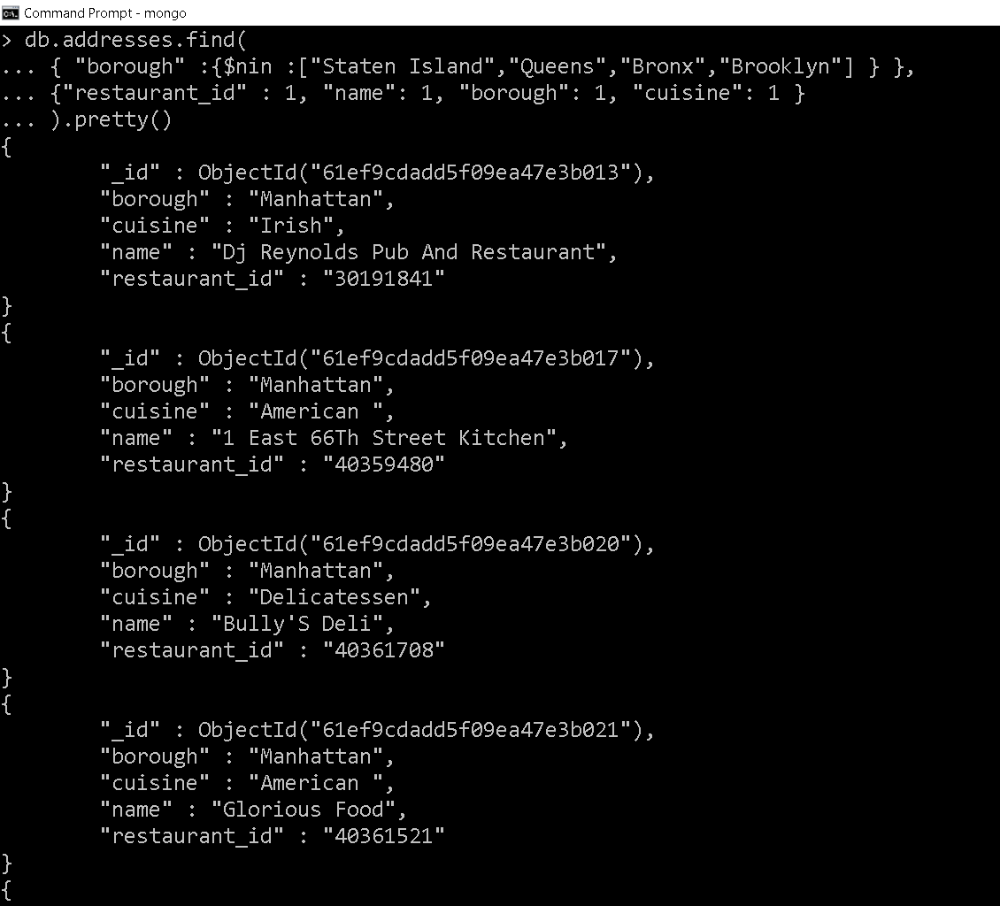 Command Prompt - mongo
> db.addresses.find(
... { "borough" :{$nin :["Staten Island","Queens","Bronx","Brooklyn"] } },
... {"restaurant_id" : 1, "name": 1, "borough": 1, "cuisine": 1 }
... ).pretty()
{
        "_id" : ObjectId("61ef9cdadd5f09ea47e3b013"),
        "borough" : "Manhattan",
        "cuisine" : "Irish",
        "name" : "Dj Reynolds Pub And Restaurant",
        "restaurant_id" : "30191841"
}
{
        "_id" : ObjectId("61ef9cdadd5f09ea47e3b017"),
        "borough" : "Manhattan",
        "cuisine" : "American ",
        "name" : "1 East 66Th Street Kitchen",
        "restaurant_id" : "40359480"
}
{
        "_id" : ObjectId("61ef9cdadd5f09ea47e3b020"),
        "borough" : "Manhattan",
        "cuisine" : "Delicatessen",
        "name" : "Bully'S Deli",
        "restaurant_id" : "40361708"
}
{
        "_id" : ObjectId("61ef9cdadd5f09ea47e3b021"),
        "borough" : "Manhattan",
        "cuisine" : "American ",
        "name" : "Glorious Food",
        "restaurant_id" : "40361521"
}
{